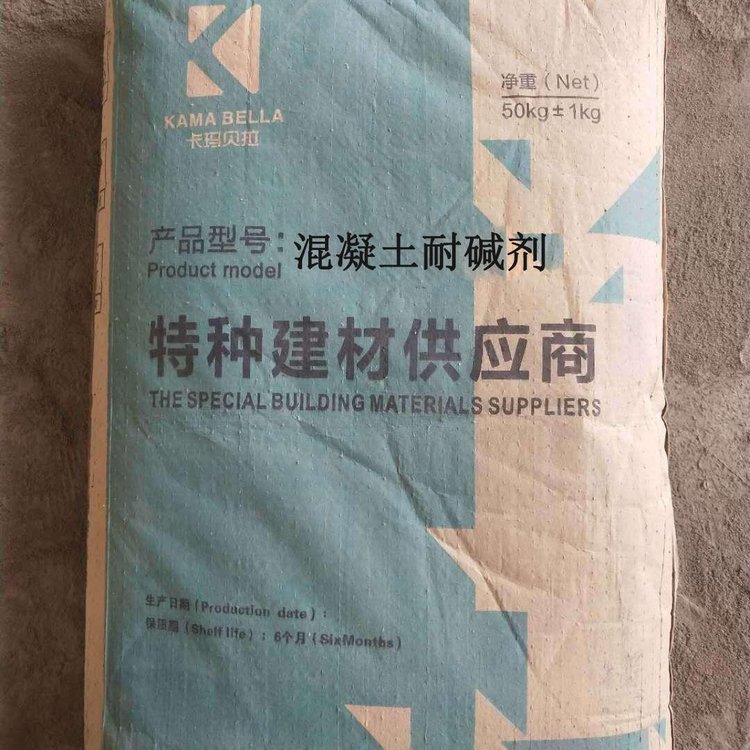 KAMA BELLA
卡玛贝拉
净重（Net）
50kg±1kg
产品型号：混凝土耐碱剂
Product model
特种建材供应商
THE SPECIAL BUILDING MATERIALS SUPPLIERS
生产日期（Production date）：
保质期（Shelf life）：6个月（SixMonths）